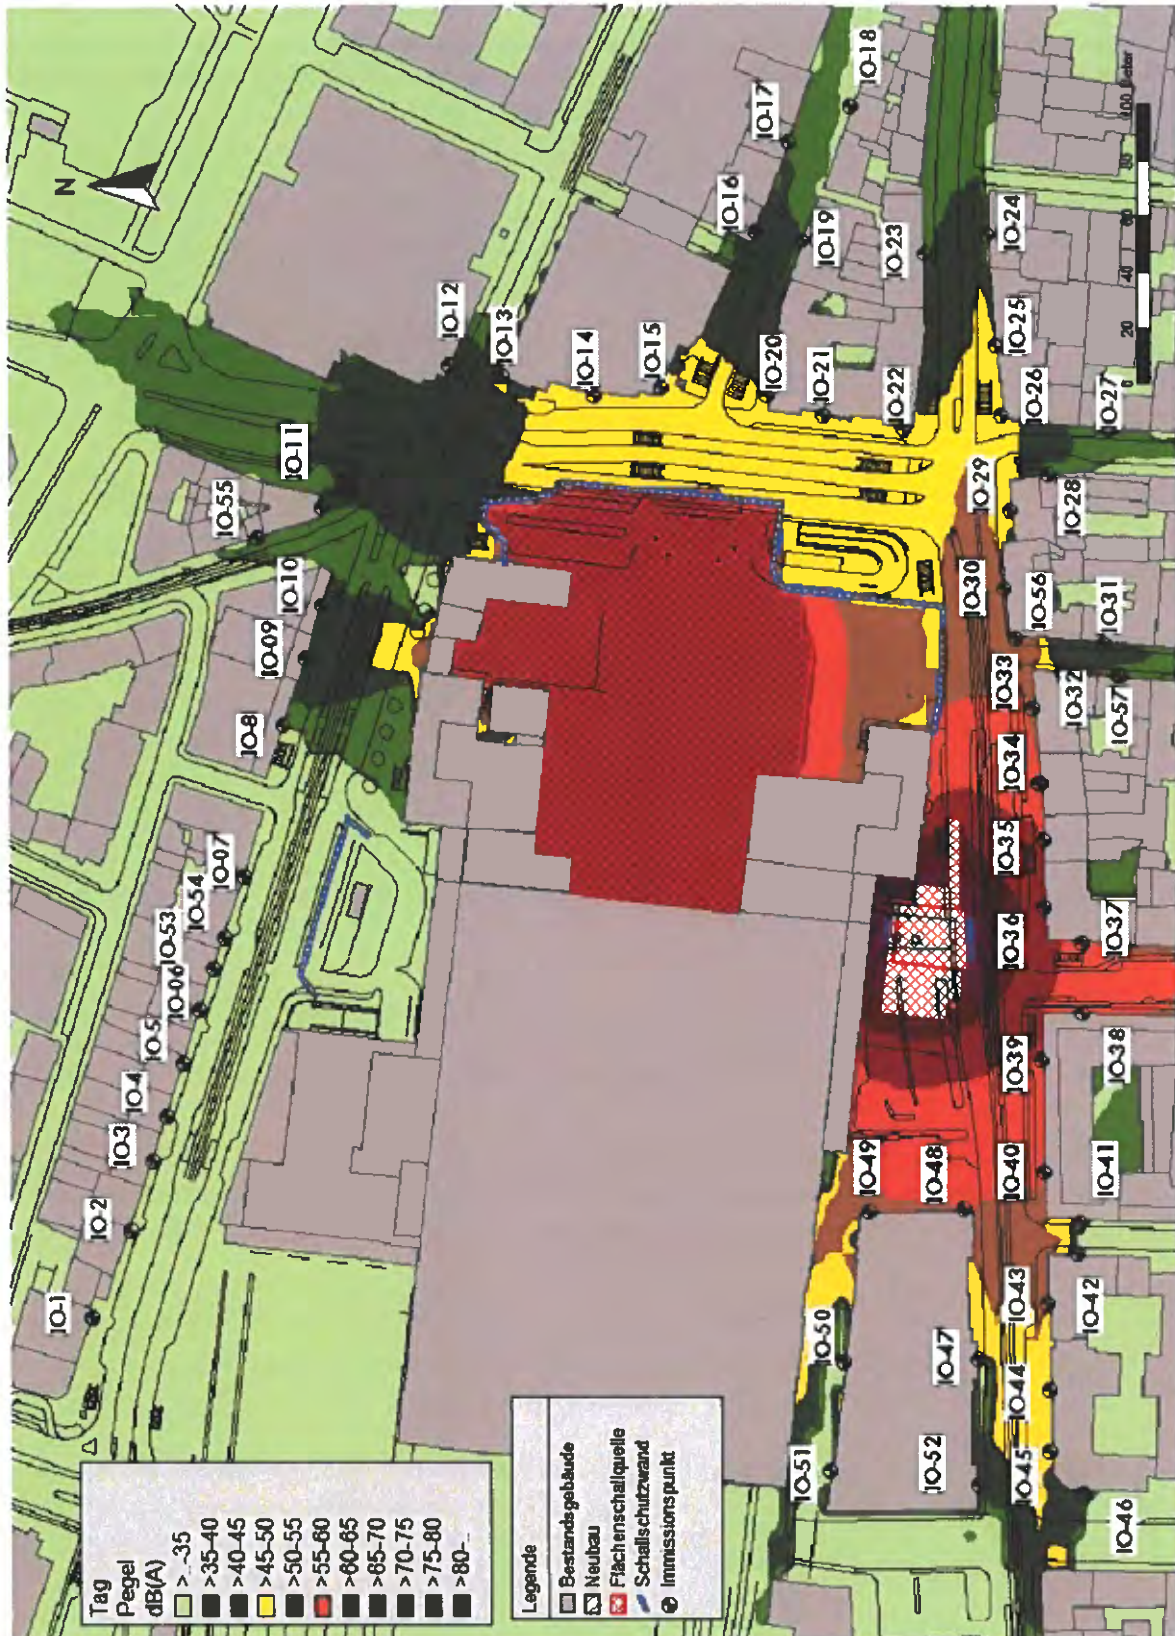 Tag
Pegel
dB(A)
>..-35
>35-40
>40-45
>45-50
>50-55
>55-60
>60-65
>65-70
>70-75
>75-80
>80-..
Legende
Bestandsgebäude
Neubau
Flächenschallquelle
Schallschutzwand
Immissionspunkt
N
IO-1
IO-2
IO-3
IO-4
IO-5
IO-06
IO-53
IO-54
IO-07
IO-8
IO-09
IO-10
IO-55
IO-11
IO-12
IO-13
IO-14
IO-15
IO-16
IO-17
IO-18
IO-19
IO-20
IO-21
IO-22
IO-23
IO-24
IO-25
IO-26
IO-27
IO-28
IO-29
IO-30
IO-56
IO-31
IO-32
IO-57
IO-33
IO-34
IO-35
IO-36
IO-37
IO-38
IO-39
IO-40
IO-41
IO-42
IO-43
IO-44
IO-45
IO-46
IO-47
IO-48
IO-49
IO-50
IO-51
IO-52
0 20 40 60 80 100 Meter